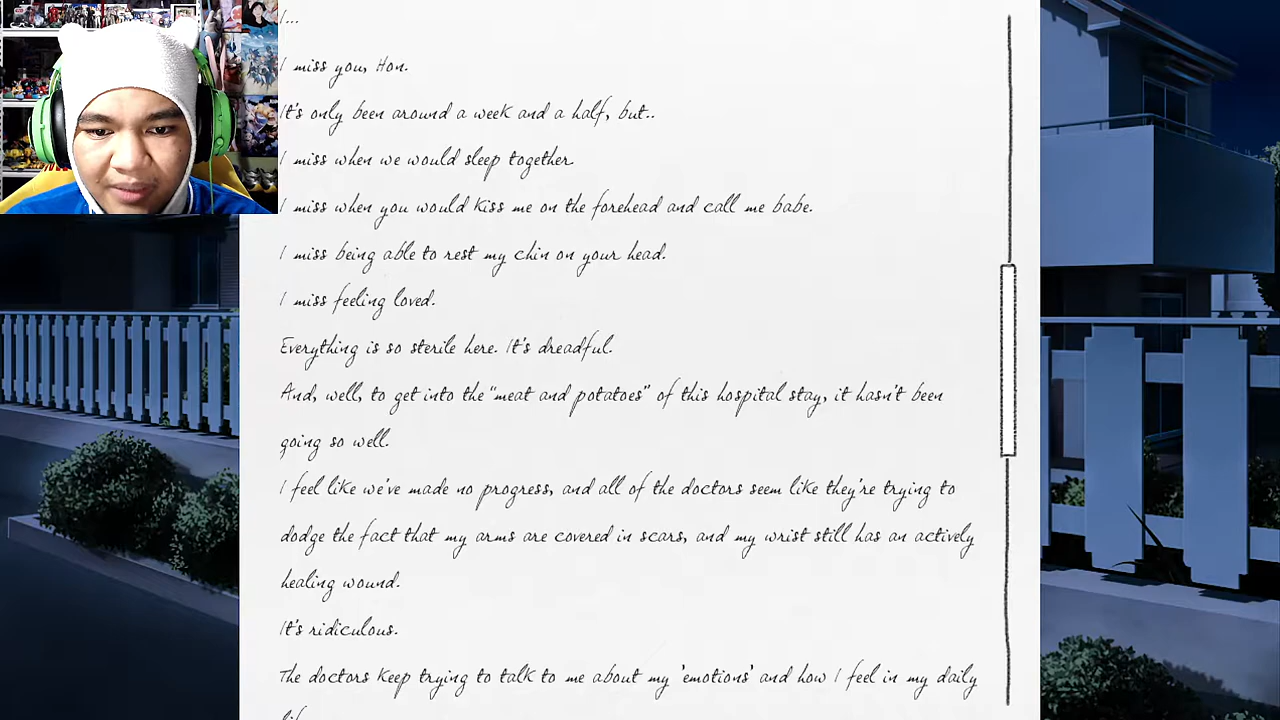 I...
I miss you, Hon.
It's only been around a week and a half, but..
I miss when we would sleep together.
I miss when you would kiss me on the forehead and call me babe.
I miss being able to rest my chin on your head.
I miss feeling loved.
Everything is so sterile here. It's dreadful.
And, well, to get into the "meat and potatoes" of this hospital stay, it hasn't been
going so well.
I feel like we've made no progress, and all of the doctors seem like they're trying to
dodge the fact that my arms are covered in scars, and my wrist still has an actively
healing wound.
It's ridiculous.
The doctors keep trying to talk to me about my 'emotions' and how I feel in my daily